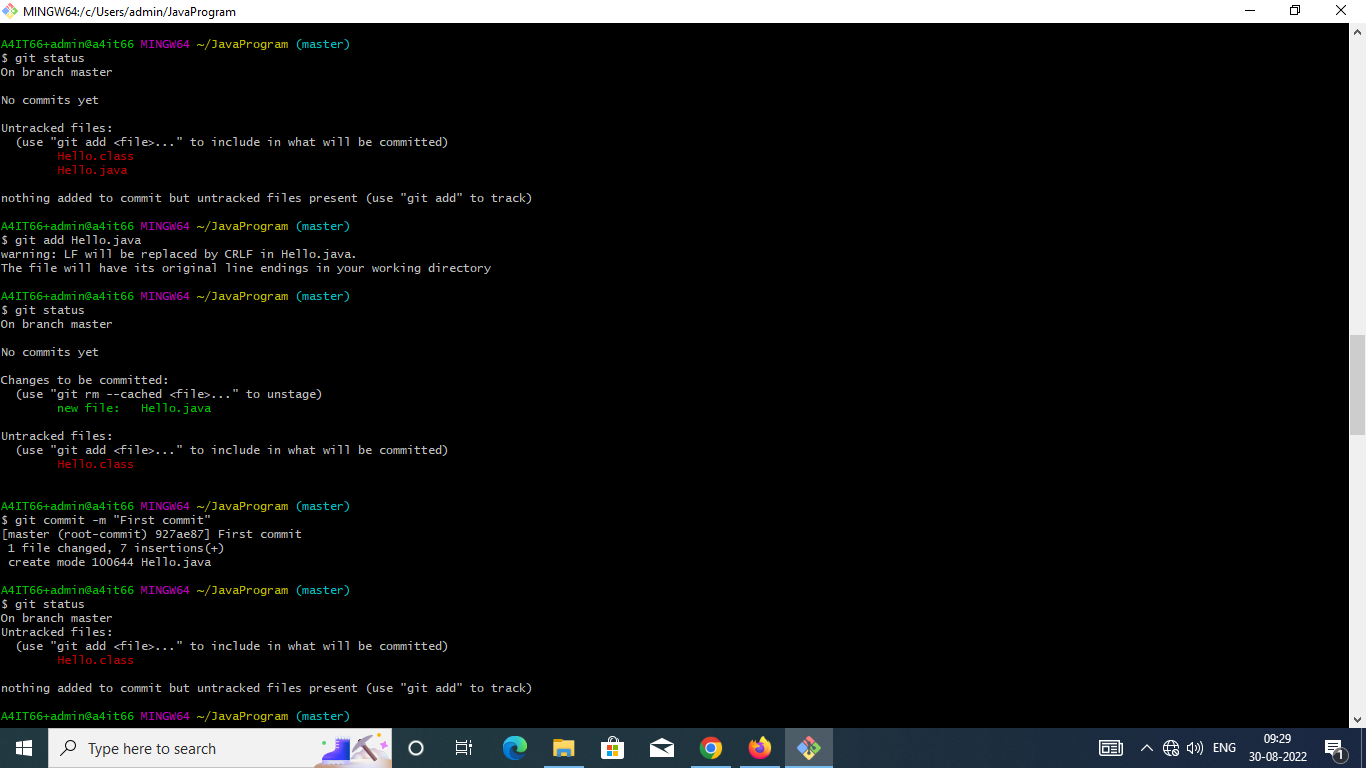 MINGW64:/c/Users/admin/JavaProgram
A4IT66+admin@a4it66 MINGW64 ~/JavaProgram (master)
$ git status
On branch master
No commits yet
Untracked files:
  (use "git add <file>..." to include in what will be committed)
        Hello.class
        Hello.java
nothing added to commit but untracked files present (use "git add" to track)
A4IT66+admin@a4it66 MINGW64 ~/JavaProgram (master)
$ git add Hello.java
warning: LF will be replaced by CRLF in Hello.java.
The file will have its original line endings in your working directory
A4IT66+admin@a4it66 MINGW64 ~/JavaProgram (master)
$ git status
On branch master
No commits yet
Changes to be committed:
  (use "git rm --cached <file>..." to unstage)
        new file:   Hello.java
Untracked files:
  (use "git add <file>..." to include in what will be committed)
        Hello.class
A4IT66+admin@a4it66 MINGW64 ~/JavaProgram (master)
$ git commit -m "First commit"
[master (root-commit) 927ae87] First commit
 1 file changed, 7 insertions(+)
 create mode 100644 Hello.java
A4IT66+admin@a4it66 MINGW64 ~/JavaProgram (master)
$ git status
On branch master
Untracked files:
  (use "git add <file>..." to include in what will be committed)
        Hello.class
nothing added to commit but untracked files present (use "git add" to track)
A4IT66+admin@a4it66 MINGW64 ~/JavaProgram (master)
Type here to search
ENG
09:29
30-08-2022
1